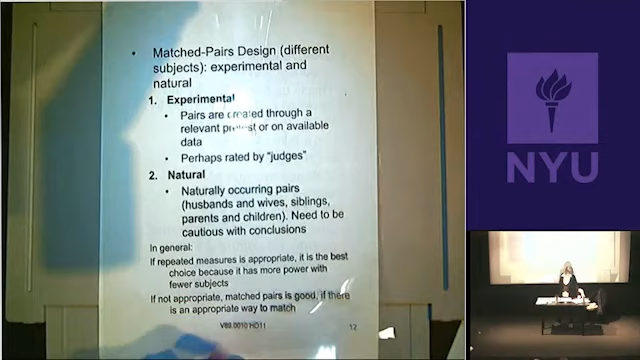 • Matched-Pairs Design (different
subjects): experimental and
natural
1. Experimental
• Pairs are created through a
relevant pretest or on available
data
• Perhaps rated by “judges”
2. Natural
• Naturally occurring pairs
(husbands and wives, siblings,
parents and children). Need to be
cautious with conclusions
In general:
If repeated measures is appropriate, it is the best
choice because it has more power with
fewer subjects
If not appropriate, matched pairs is good, if there
is an appropriate way to match
V89.0010 HO11 12
NYU